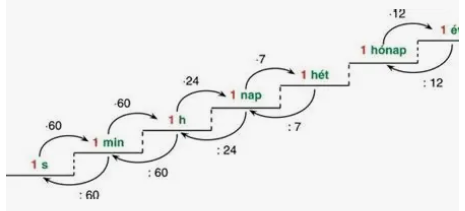 ·12
1 é
·7
1 hónap
·24
1 hét
: 12
·60
1 nap
·60
1 h
: 7
1 min
: 24
1 s
: 60
: 60